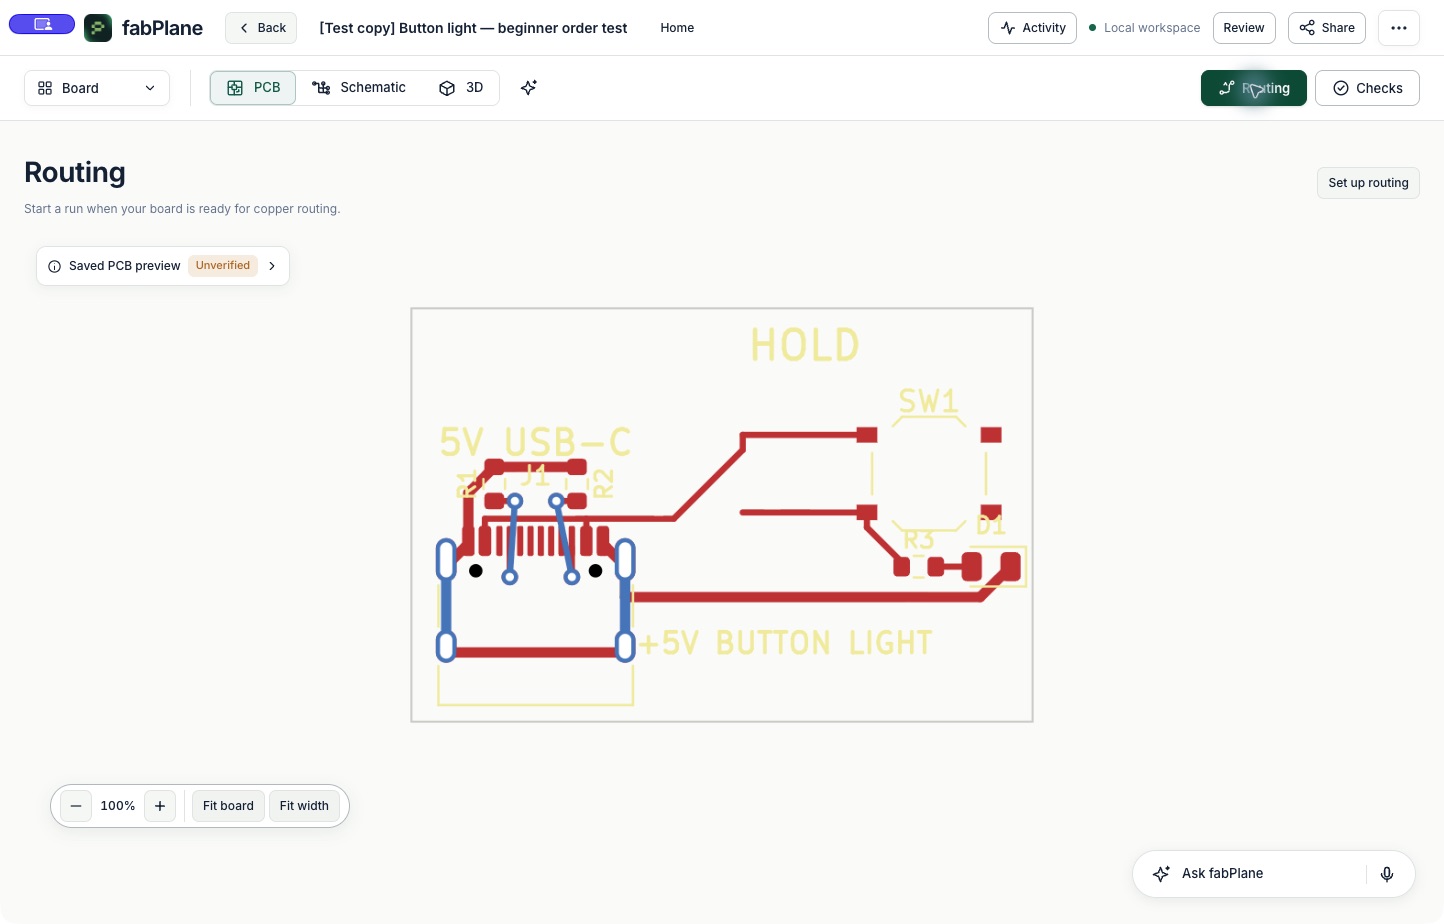 fabPlane
Back
[Test copy] Button light — beginner order test
Home
Activity
Local workspace
Review
Share
Board
PCB
Schematic
3D
Routing
Checks
Routing
Set up routing
Start a run when your board is ready for copper routing.
Saved PCB preview
Unverified
HOLD
SW1
5V USB-C
R1
J1
R2
D1
R3
+5V BUTTON LIGHT
100%
Fit board
Fit width
Ask fabPlane